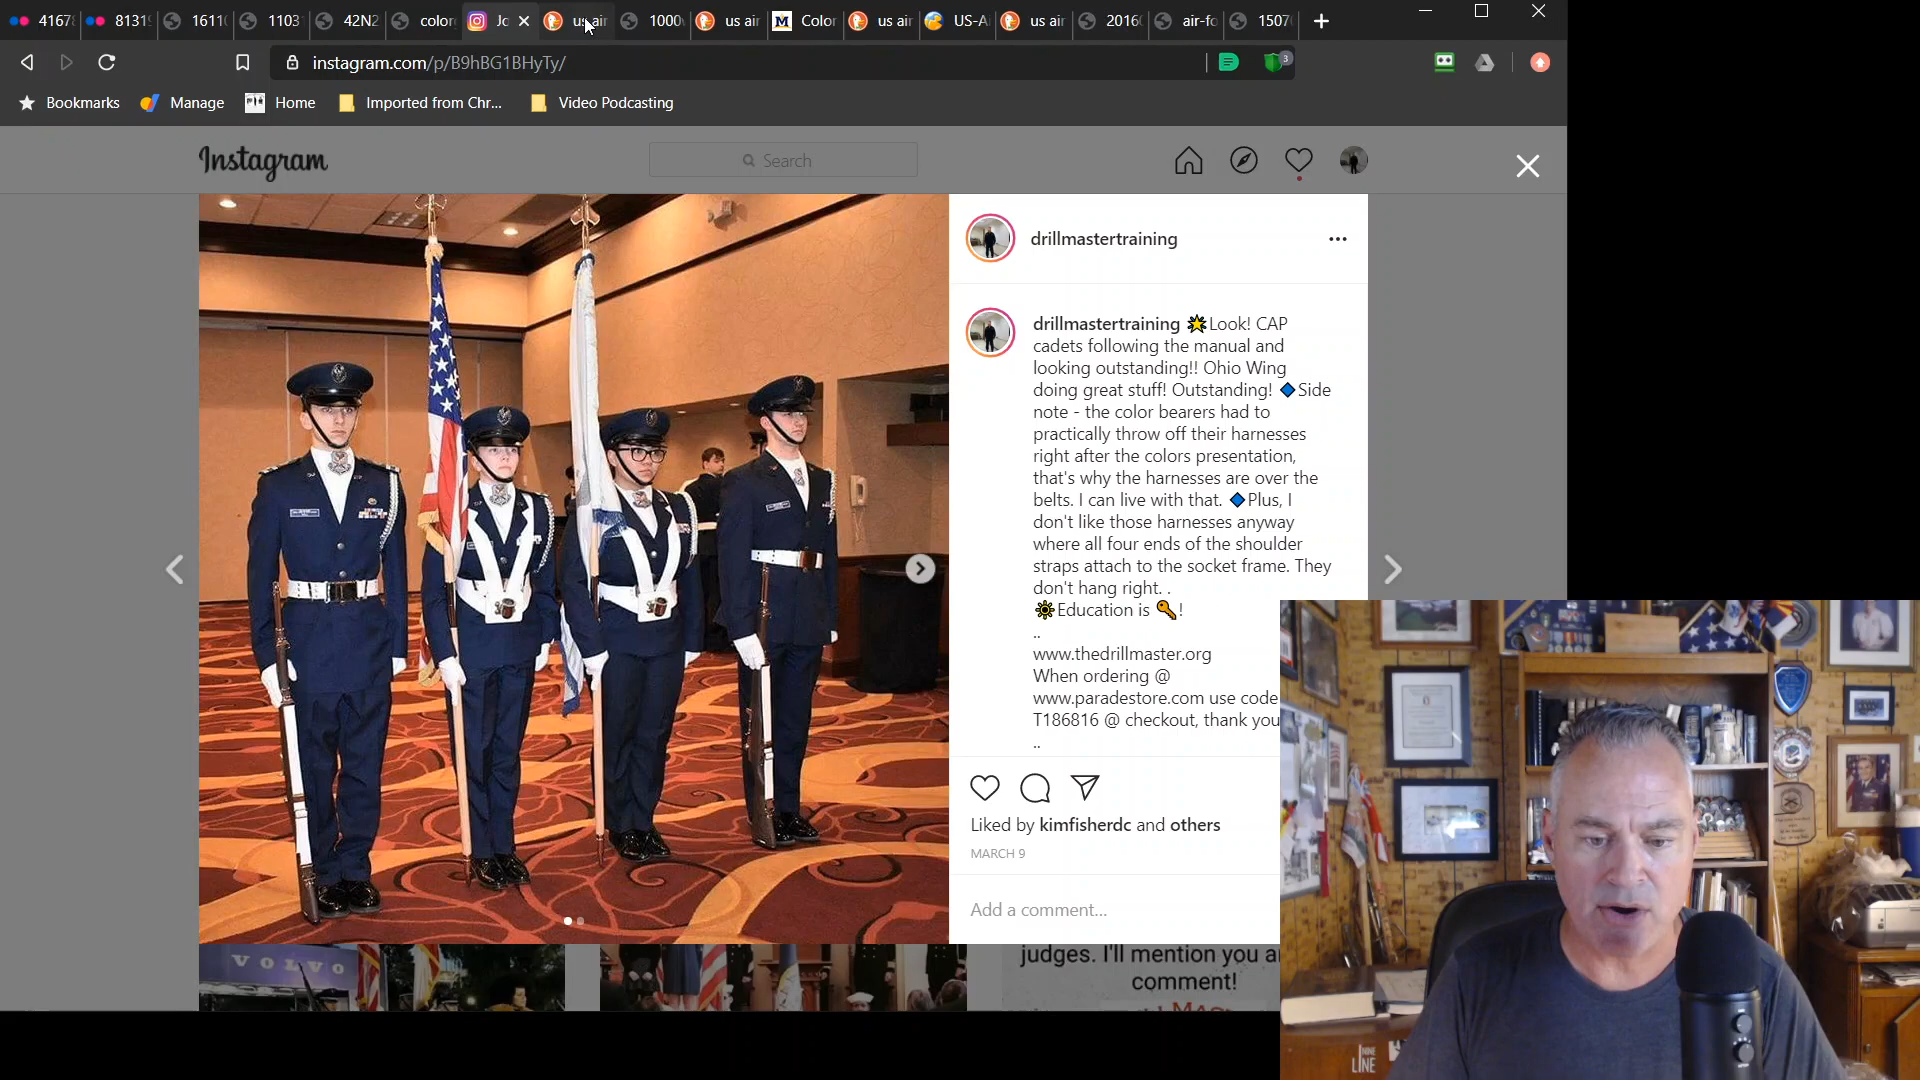 4167 8131 1611 1103 42N2 color Jo us air 1000 us air Color us air US-A us air 2016 air-fo 1507
instagram.com/p/B9hBG1BHyTy/
3
Bookmarks Manage Home Imported from Chr... Video Podcasting
Instagram
Search
drillmastertraining
drillmastertraining 🌟Look! CAP
cadets following the manual and
looking outstanding!! Ohio Wing
doing great stuff! Outstanding! 🔹Side
note - the color bearers had to
practically throw off their harnesses
right after the colors presentation,
that's why the harnesses are over the
belts. I can live with that. 🔹Plus, I
don't like those harnesses anyway
where all four ends of the shoulder
straps attach to the socket frame. They
don't hang right. .
🔆Education is 🔑!
..
www.thedrillmaster.org
When ordering @
www.paradestore.com use code
T186816 @ checkout, thank you
..
Liked by kimfisherdc and others
MARCH 9
Add a comment...
VOLVO
judges. I'll mention you a
comment!
NINE
LINE